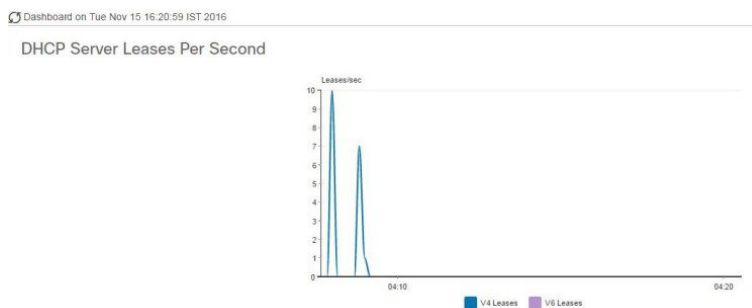 Dashboard on Tue Nov 15 16:20:59 IST 2016
DHCP Server Leases Per Second
Leases/sec
10
9
8
7
6
5
4
3
2
1
0
04:10
04:20
V4 Leases
V6 Leases